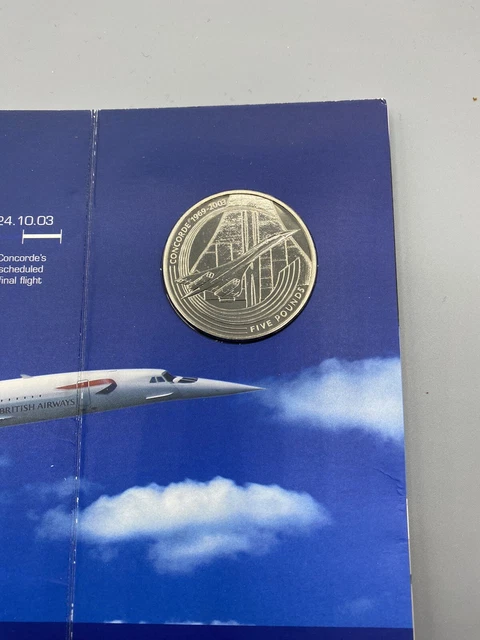 24.10.03
Concorde's
scheduled
final flight
CONCORDE 1969-2003
FIVE POUNDS
BRITISH AIRWAYS